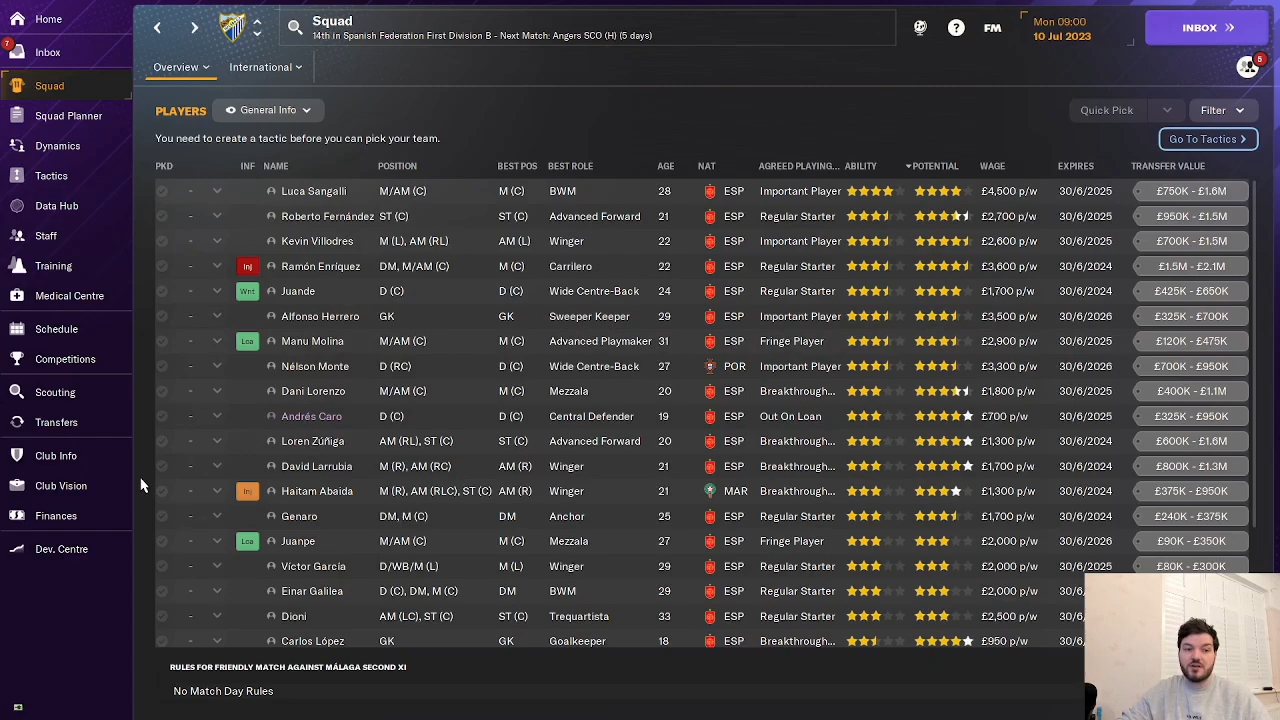 Home
7
Inbox
Squad
Squad Planner
Dynamics
Tactics
Data Hub
Staff
Training
Medical Centre
Schedule
Competitions
Scouting
Transfers
Club Info
Club Vision
Finances
Dev. Centre
Squad
14th in Spanish Federation First Division B - Next Match: Angers SCO (H) (5 days)
?
FM
Mon 09:00
10 Jul 2023
INBOX
Overview
International
5
PLAYERS
General Info
Quick Pick
Filter
You need to create a tactic before you can pick your team.
Go To Tactics >
PKD INF NAME POSITION BEST POS BEST ROLE AGE NAT AGREED PLAYING... ABILITY POTENTIAL WAGE EXPIRES TRANSFER VALUE
- Luca Sangalli M/AM (C) M (C) BWM 28 ESP Important Player £4,500 p/w 30/6/2025 £750K - £1.6M
- Roberto Fernández ST (C) ST (C) Advanced Forward 21 ESP Regular Starter £2,700 p/w 30/6/2025 £950K - £1.5M
- Kevin Villodres M (L), AM (RL) AM (L) Winger 22 ESP Important Player £2,600 p/w 30/6/2025 £700K - £1.5M
- Inj Ramón Enríquez DM, M/AM (C) M (C) Carrilero 22 ESP Regular Starter £3,600 p/w 30/6/2024 £1.5M - £2.1M
- Wnt Juande D (C) D (C) Wide Centre-Back 24 ESP Regular Starter £1,700 p/w 30/6/2024 £425K - £650K
- Alfonso Herrero GK GK Sweeper Keeper 29 ESP Important Player £3,500 p/w 30/6/2026 £325K - £700K
- Loa Manu Molina M/AM (C) M (C) Advanced Playmaker 31 ESP Fringe Player £2,900 p/w 30/6/2024 £120K - £475K
- Nélson Monte D (RC) D (C) Wide Centre-Back 27 POR Important Player £3,300 p/w 30/6/2026 £700K - £950K
- Dani Lorenzo M/AM (C) M (C) Mezzala 20 ESP Breakthrough... £1,800 p/w 30/6/2026 £400K - £1.1M
- Andrés Caro D (C) D (C) Central Defender 19 ESP Out On Loan £700 p/w 30/6/2025 £325K - £950K
- Loren Zúñiga AM (RL), ST (C) ST (C) Advanced Forward 20 ESP Breakthrough... £1,300 p/w 30/6/2024 £600K - £1.6M
- David Larrubia M (R), AM (RC) AM (R) Winger 21 ESP Breakthrough... £1,700 p/w 30/6/2024 £800K - £1.3M
- Inj Haitam Abaida M (R), AM (RLC), ST (C) AM (R) Winger 21 MAR Breakthrough... £1,300 p/w 30/6/2024 £375K - £950K
- Genaro DM, M (C) DM Anchor 25 ESP Regular Starter £1,700 p/w 30/6/2024 £240K - £375K
- Loa Juanpe M/AM (C) M (C) Mezzala 27 ESP Fringe Player £2,000 p/w 30/6/2026 £90K - £350K
- Víctor García D/WB/M (L) M (L) Winger 29 ESP Regular Starter £2,000 p/w 30/6/2025 £80K - £300K
- Einar Galilea D (C), DM, M (C) DM BWM 29 ESP Regular Starter £2,000 p/w 30/6
- Dioni AM (LC), ST (C) ST (C) Trequartista 33 ESP Regular Starter £2,500 p/w 30/6
- Carlos López GK GK Goalkeeper 18 ESP Breakthrough... £950 p/w 30/6
RULES FOR FRIENDLY MATCH AGAINST MÁLAGA SECOND XI
No Match Day Rules